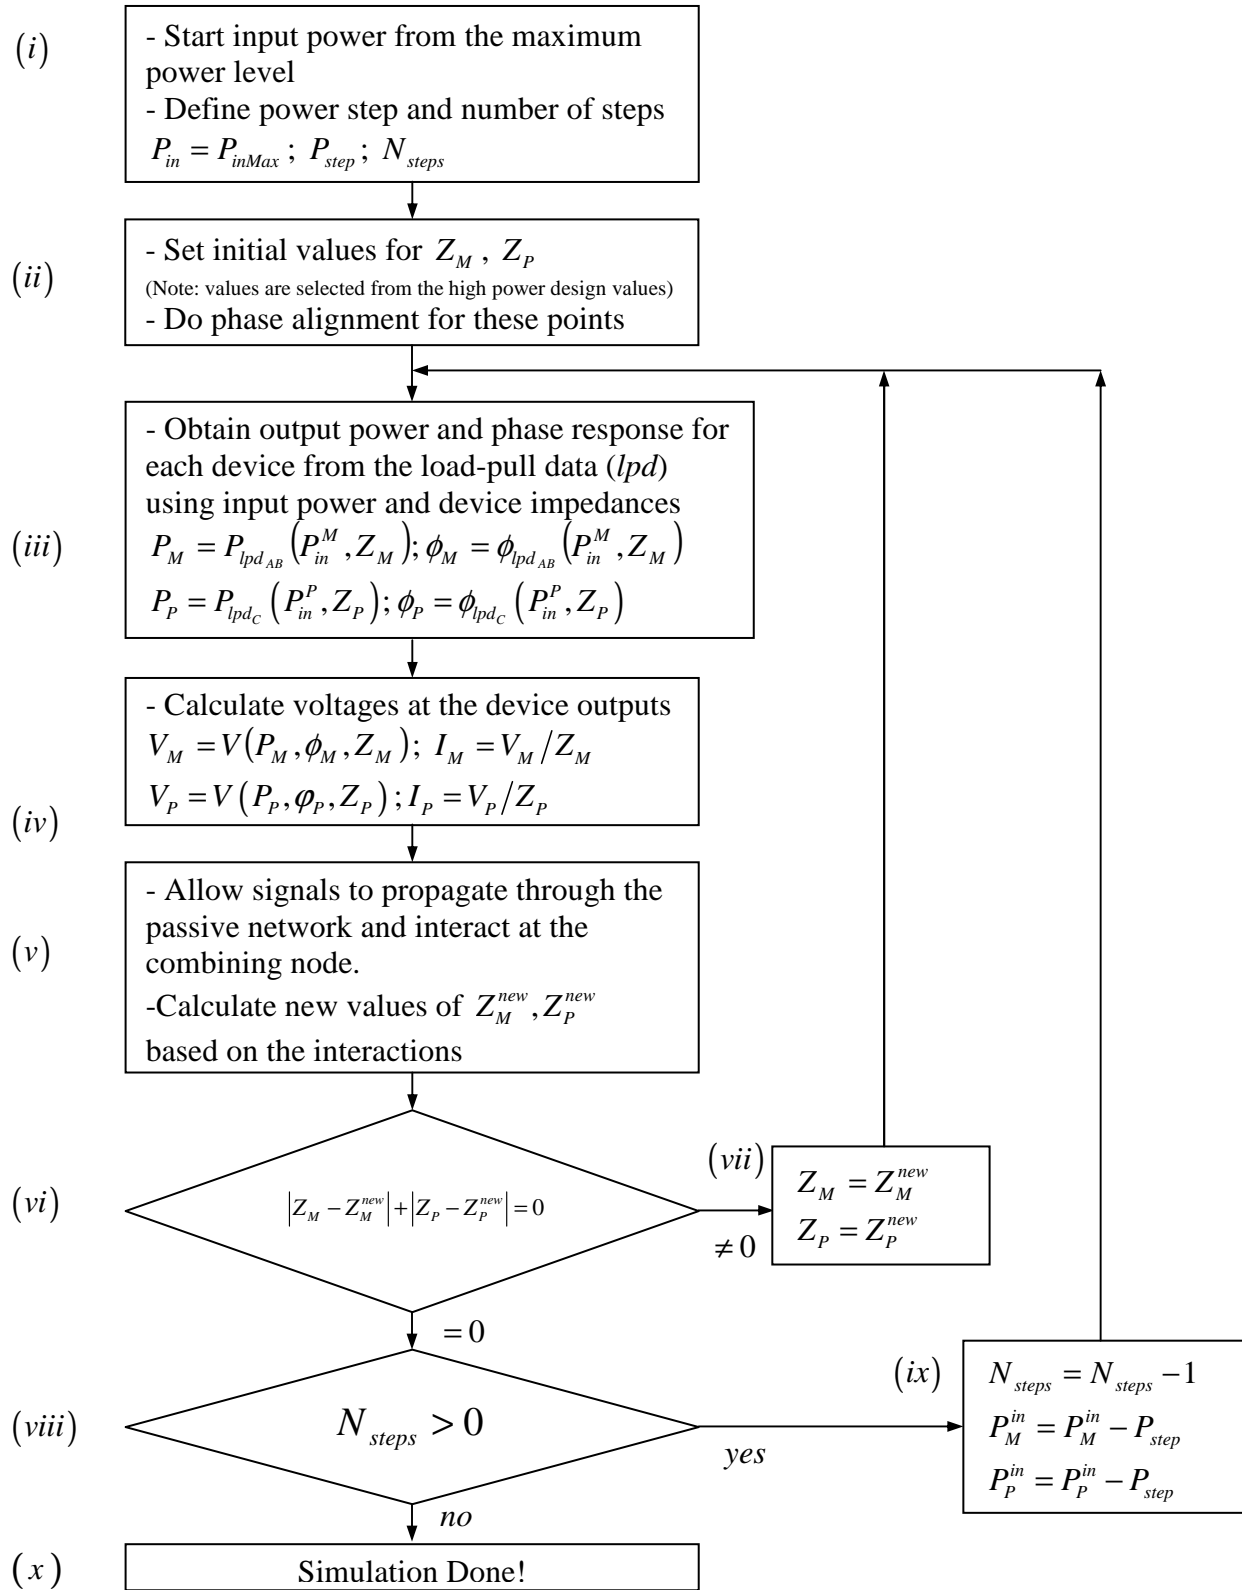 (i)
- Start input power from the maximum
power level
- Define power step and number of steps
P_in = P_inMax ; P_step ; N_steps
(ii)
- Set initial values for Z_M , Z_P
(Note: values are selected from the high power design values)
- Do phase alignment for these points
(iii)
- Obtain output power and phase response for
each device from the load-pull data (lpd)
using input power and device impedances
P_M = P_{lpd_AB}(P_in^M, Z_M); ϕ_M = ϕ_{lpd_AB}(P_in^M, Z_M)
P_P = P_{lpd_C}(P_in^P, Z_P); ϕ_P = ϕ_{lpd_C}(P_in^P, Z_P)
(iv)
- Calculate voltages at the device outputs
V_M = V(P_M, ϕ_M, Z_M); I_M = V_M/Z_M
V_P = V(P_P, φ_P, Z_P); I_P = V_P/Z_P
(v)
- Allow signals to propagate through the
passive network and interact at the
combining node.
-Calculate new values of Z_M^new, Z_P^new
based on the interactions
(vi)
|Z_M − Z_M^new| + |Z_P − Z_P^new| = 0
≠ 0
(vii)
Z_M = Z_M^new
Z_P = Z_P^new
= 0
(viii)
N_steps > 0
yes
(ix)
N_steps = N_steps −1
P_M^in = P_M^in − P_step
P_P^in = P_P^in − P_step
no
(x)
Simulation Done!